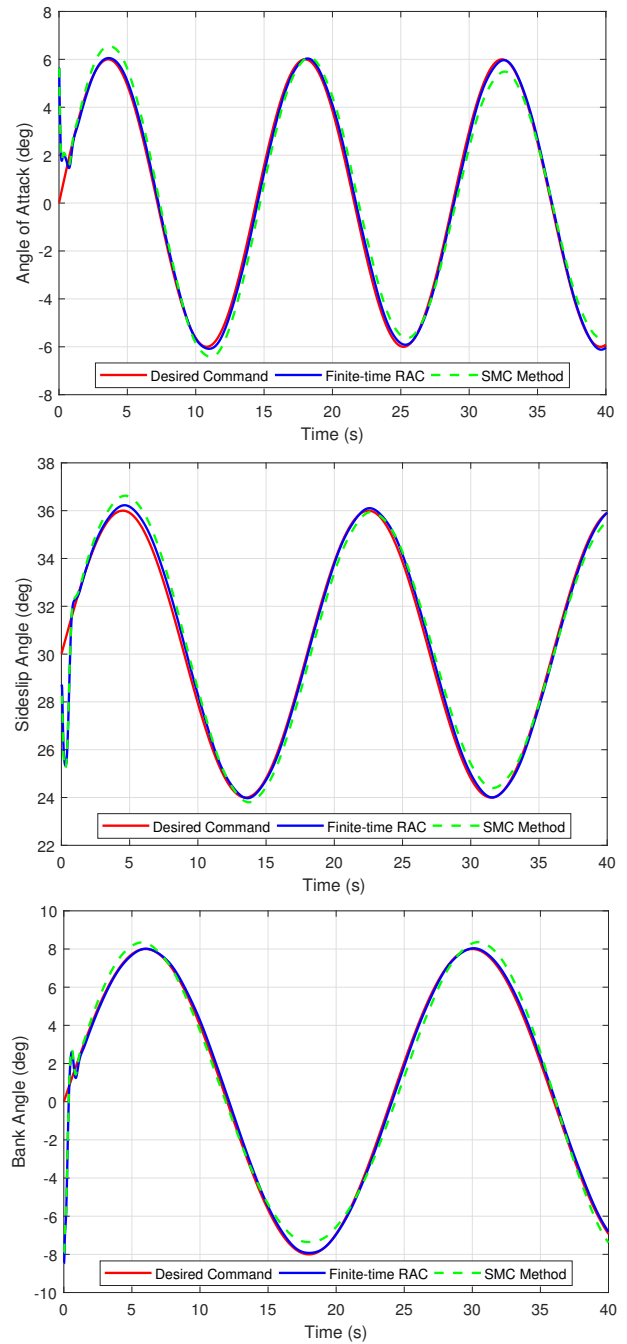 8
6
4
2
0
-2
-4
-6
-8
Angle of Attack (deg)
Desired Command Finite-time RAC SMC Method
0 5 10 15 20 25 30 35 40
Time (s)
38
36
34
32
30
28
26
24
22
Sideslip Angle (deg)
Desired Command Finite-time RAC SMC Method
0 5 10 15 20 25 30 35 40
Time (s)
10
8
6
4
2
0
-2
-4
-6
-8
-10
Bank Angle (deg)
Desired Command Finite-time RAC SMC Method
0 5 10 15 20 25 30 35 40
Time (s)